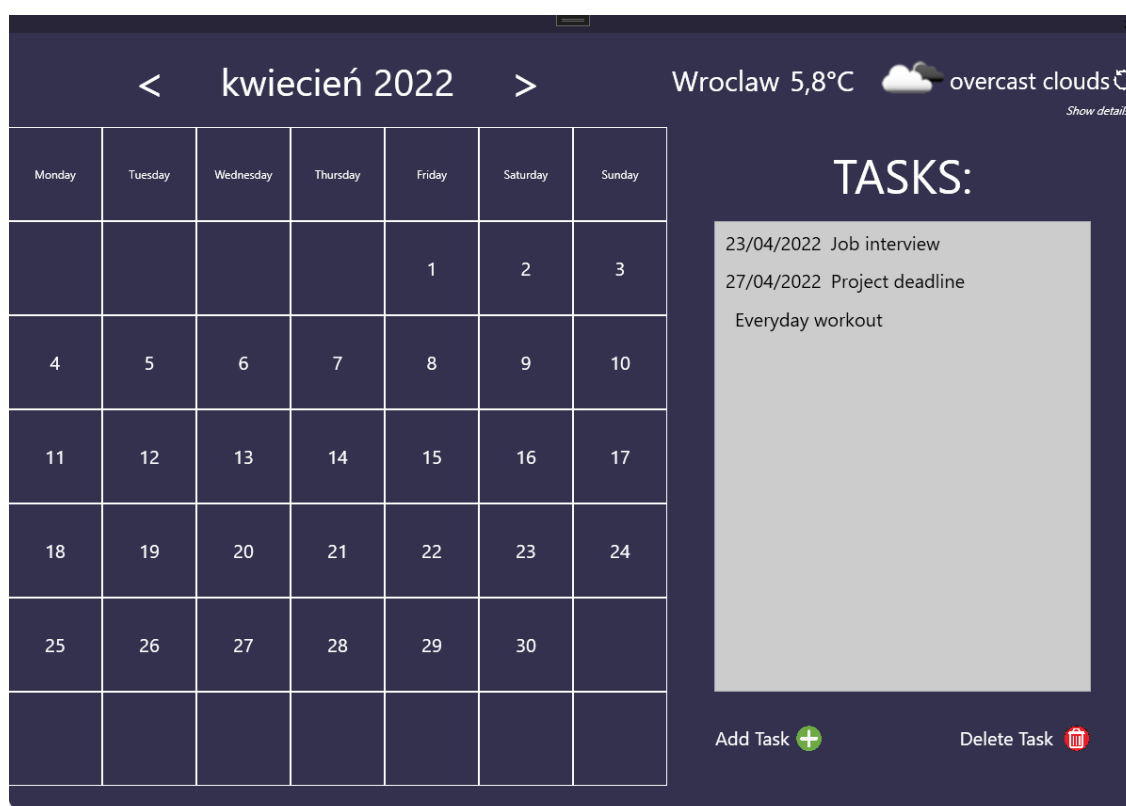 < kwiecień 2022 >
Wroclaw 5,8°C overcast clouds
Show details
Monday Tuesday Wednesday Thursday Friday Saturday Sunday
1 2 3
4 5 6 7 8 9 10
11 12 13 14 15 16 17
18 19 20 21 22 23 24
25 26 27 28 29 30
TASKS:
23/04/2022 Job interview
27/04/2022 Project deadline
Everyday workout
Add Task Delete Task